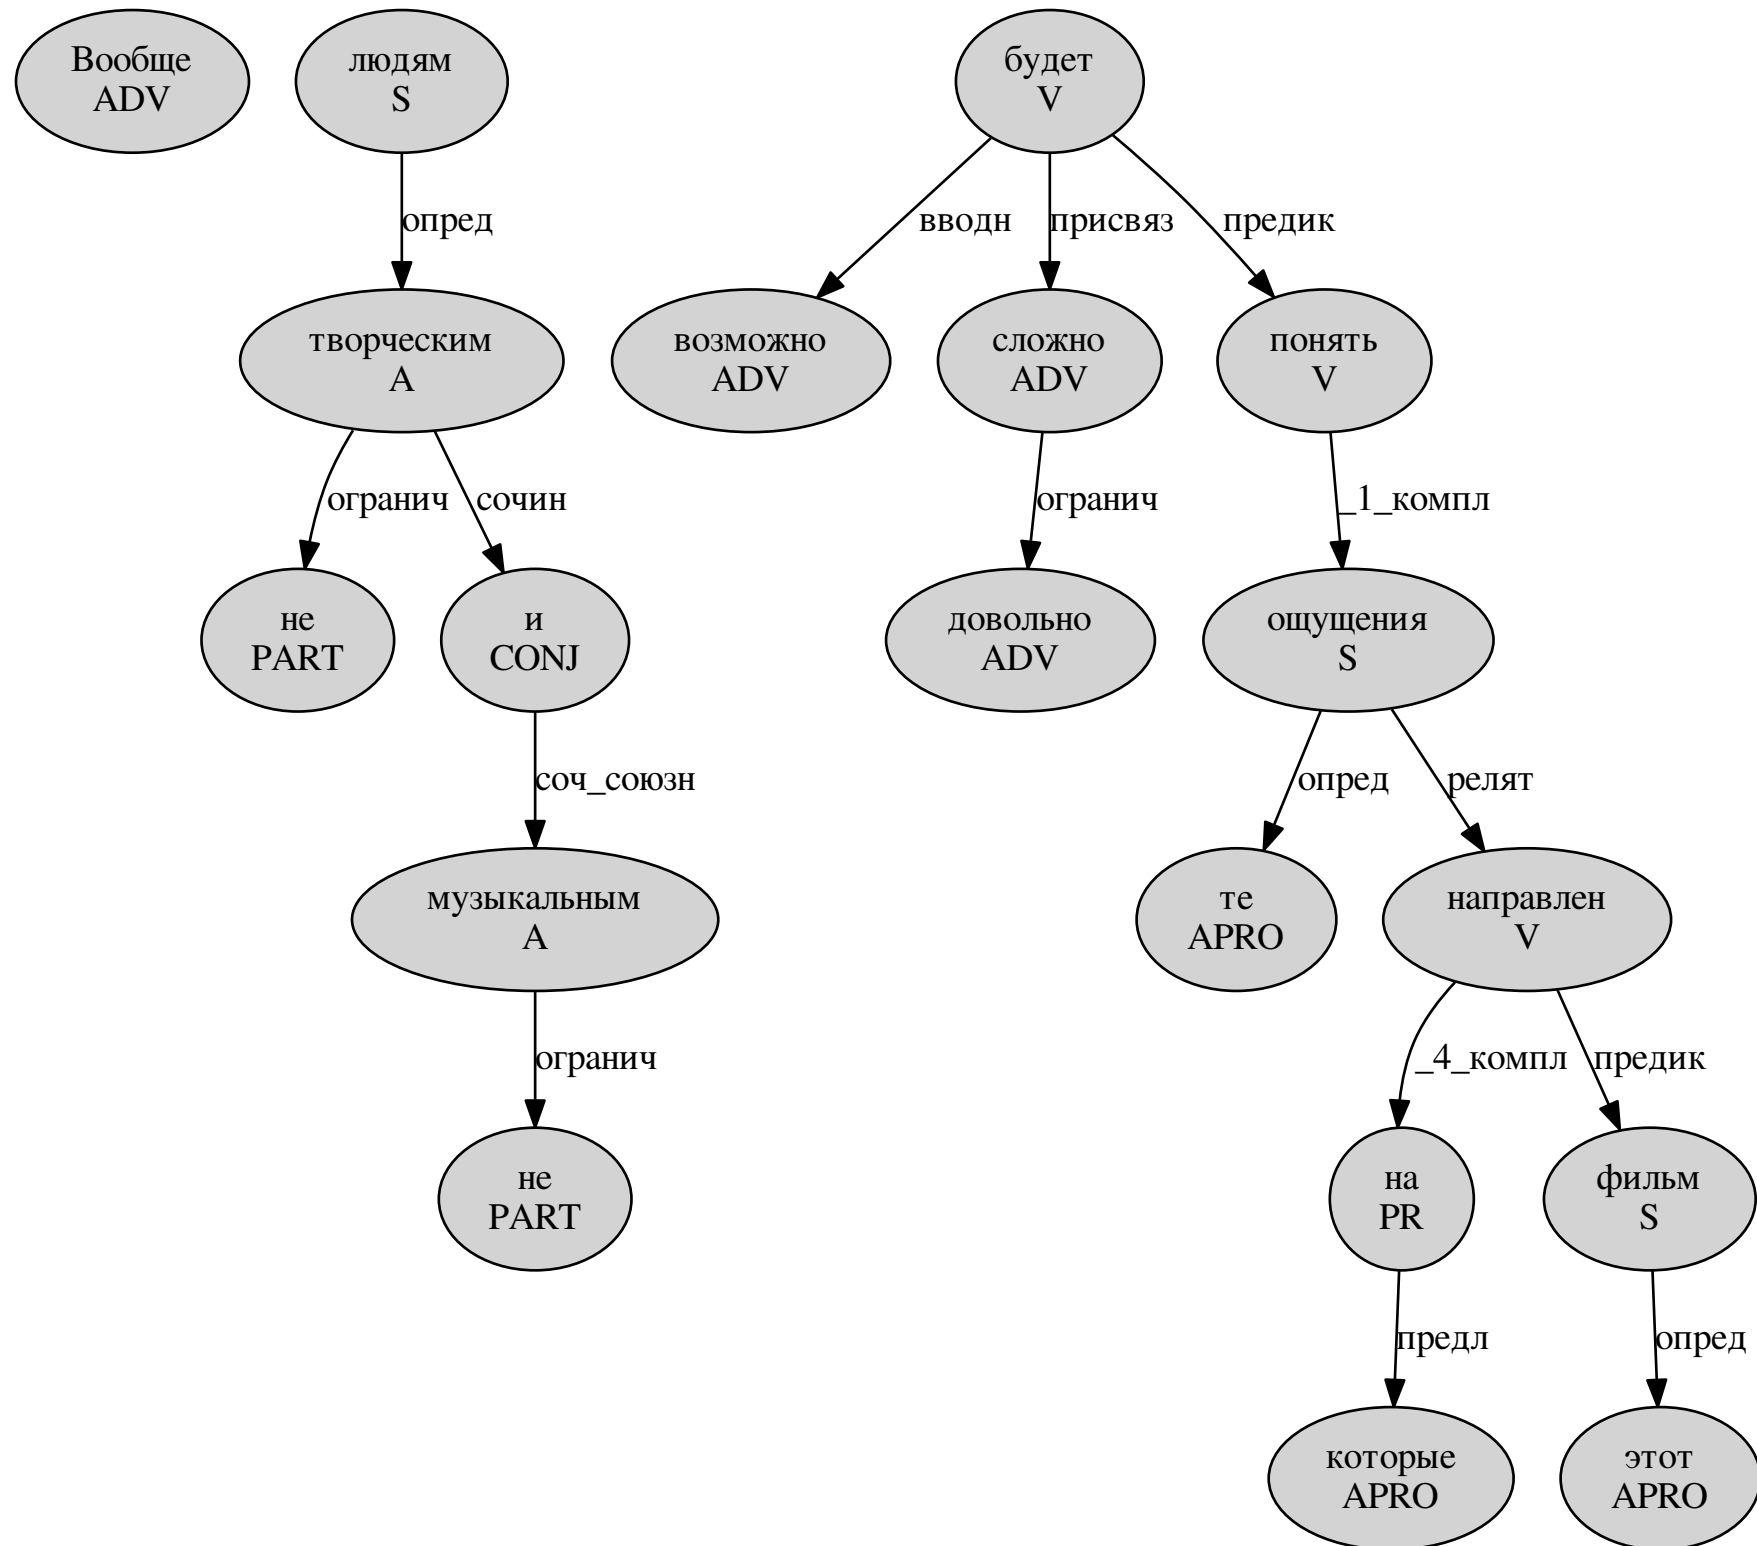 Вообще
ADV
людям
S
будет
V
опред
вводн
присвяз
предик
творческим
A
возможно
ADV
сложно
ADV
понять
V
огранич
сочин
огранич
_1_компл
не
PART
и
CONJ
довольно
ADV
ощущения
S
соч_союзн
опред
релят
музыкальным
A
те
APRO
направлен
V
огранич
_4_компл
предик
не
PART
на
PR
фильм
S
предл
опред
которые
APRO
этот
APRO